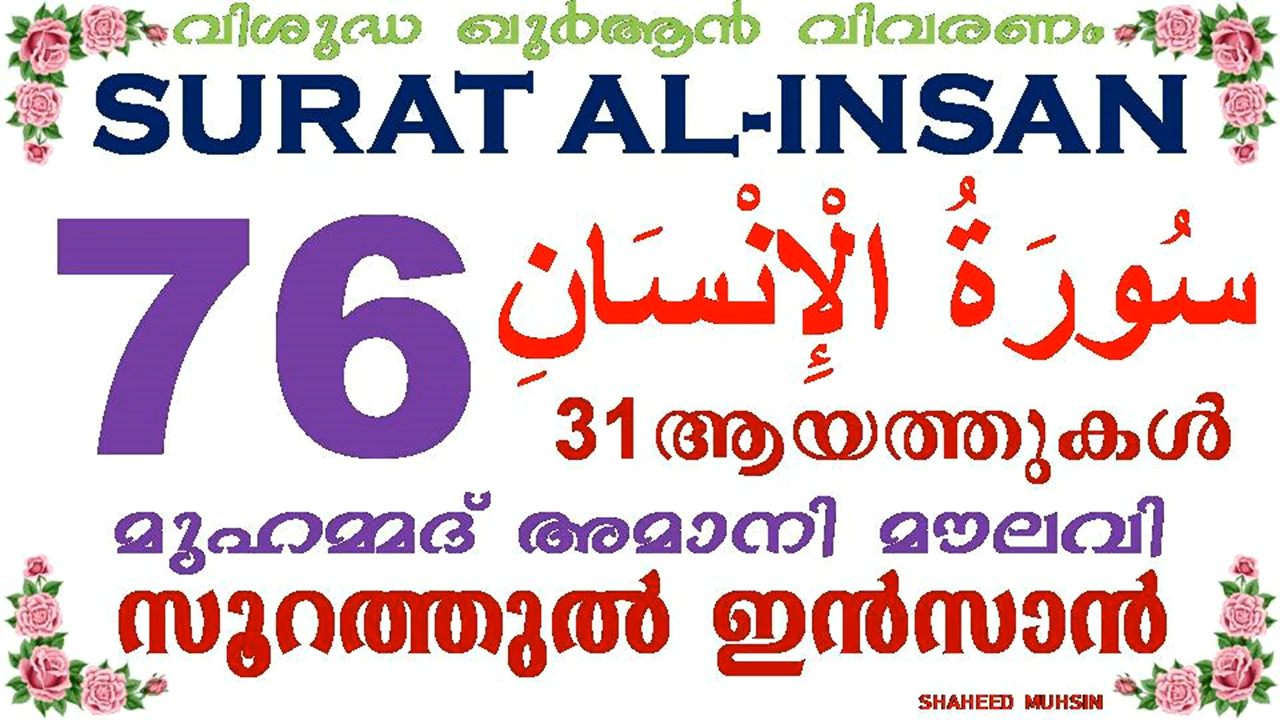 വിശുദ്ധ ഖുർആൻ വിവരണം
SURAT AL-INSAN
76 سُورَةُ الْإِنْسَانِ
31 ആയത്തുകൾ
മുഹമ്മദ് അമാനി മൗലവി
സൂറത്തുൽ ഇൻസാൻ
SHAHEED MUHSIN